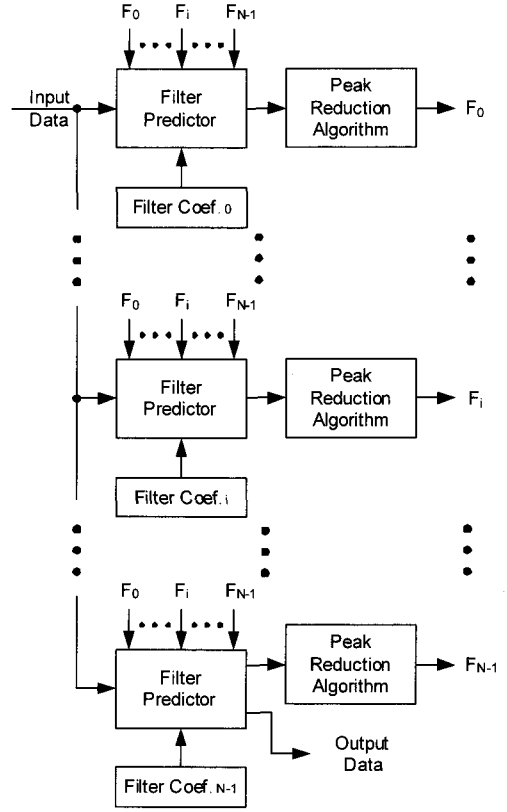 F0 Fi FN-1
Input
Data
Filter
Predictor
Peak
Reduction
Algorithm
F0
Filter Coef. 0
F0 Fi FN-1
Filter
Predictor
Peak
Reduction
Algorithm
Fi
Filter Coef. i
F0 Fi FN-1
Filter
Predictor
Peak
Reduction
Algorithm
FN-1
Output
Data
Filter Coef. N-1